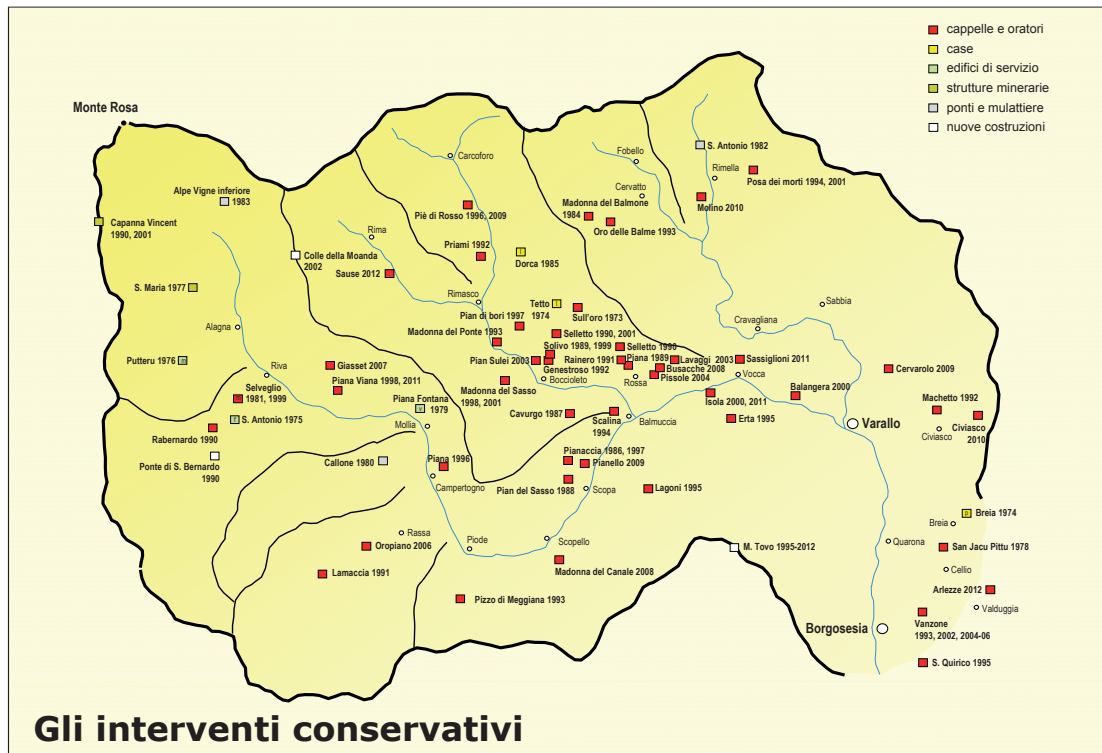 cappelle e oratori
case
edifici di servizio
strutture minerarie
ponti e mulattiere
nuove costruzioni
Monte Rosa
Carcoforo
Fobello
S. Antonio 1982
Rimella
Posa dei morti 1994, 2001
Cervatto
Alpe Vigne inferiore
1983
Madonna del Balmone
1984
Molino 2010
Piè di Rosso 1996, 2009
Oro delle Balme 1993
Capanna Vincent
1990, 2001
Rima
Priami 1992
Colle della Moanda
2002
Dorca 1985
Sause 2012
S. Maria 1977
Rimasco
Tetto
1974
Sull'oro 1973
Sabbia
Pian di bori 1997
Alagna
Madonna del Ponte 1993
Selletto 1990, 2001
Cravagliana
Solivo 1989, 1999
Selletto 1990
Putteru 1976
Riva
Giasset 2007
Pian Sulei 2003
Rainero 1991
Piana 1989
Lavaggi 2003
Sassiglioni 2011
Genestroso 1992
Busacche 2008
Cervarolo 2009
Boccioleto
Rossa
Pissole 2004
Vocca
Selveglio
1981, 1999
Piana Viana 1998, 2011
Madonna del Sasso
1998, 2001
Balangera 2000
Piana Fontana
1979
Isola 2000, 2011
Machetto 1992
S. Antonio 1975
Cavurgo 1987
Scalina
1994
Balmuccia
Erta 1995
Varallo
Civiasco
Civiasco
2010
Rabernardo 1990
Mollia
Ponte di S. Bernardo
1990
Callone 1980
Piana 1996
Pianaccia 1986, 1997
Pianello 2009
Campertogno
Pian del Sasso 1988
Scopa
Lagoni 1995
Breia 1974
Breia
Rassa
Oropiano 2006
Piode
Scopello
M. Tovo 1995-2012
Quarona
San Jacu Pittu 1978
Lamaccia 1991
Madonna del Canale 2008
Cellio
Arlezze 2012
Pizzo di Meggiana 1993
Valduggia
Borgosesia
Vanzone
1993, 2002, 2004-06
S. Quirico 1995
Gli interventi conservativi